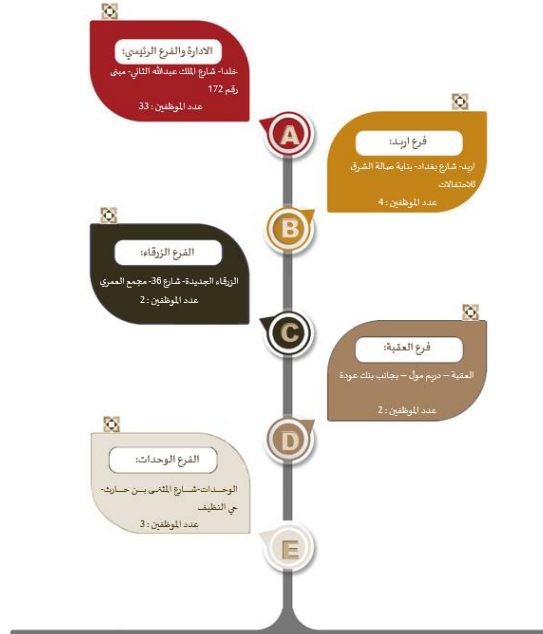 الادارة والفرع الرئيسي:
خلدا- شارع الملك عبدالله الثاني- مبنى
رقم 172
عدد الموظفين : 33
A
فرع اربد:
اربد- شارع بغداد- بناية صالة الشرق
للاحتفالات
عدد الموظفين : 4
B
الفرع الزرقاء:
الزرقاء الجديدة- شارع 36- مجمع العمري
عدد الموظفين : 2
C
فرع العقبة:
العقبة – دريم مول – بجانب بنك عودة
عدد الموظفين : 2
D
الفرع الوحدات:
الوحدات-شارع المثنى بن حارث-
حي النظيف
عدد الموظفين : 3
E